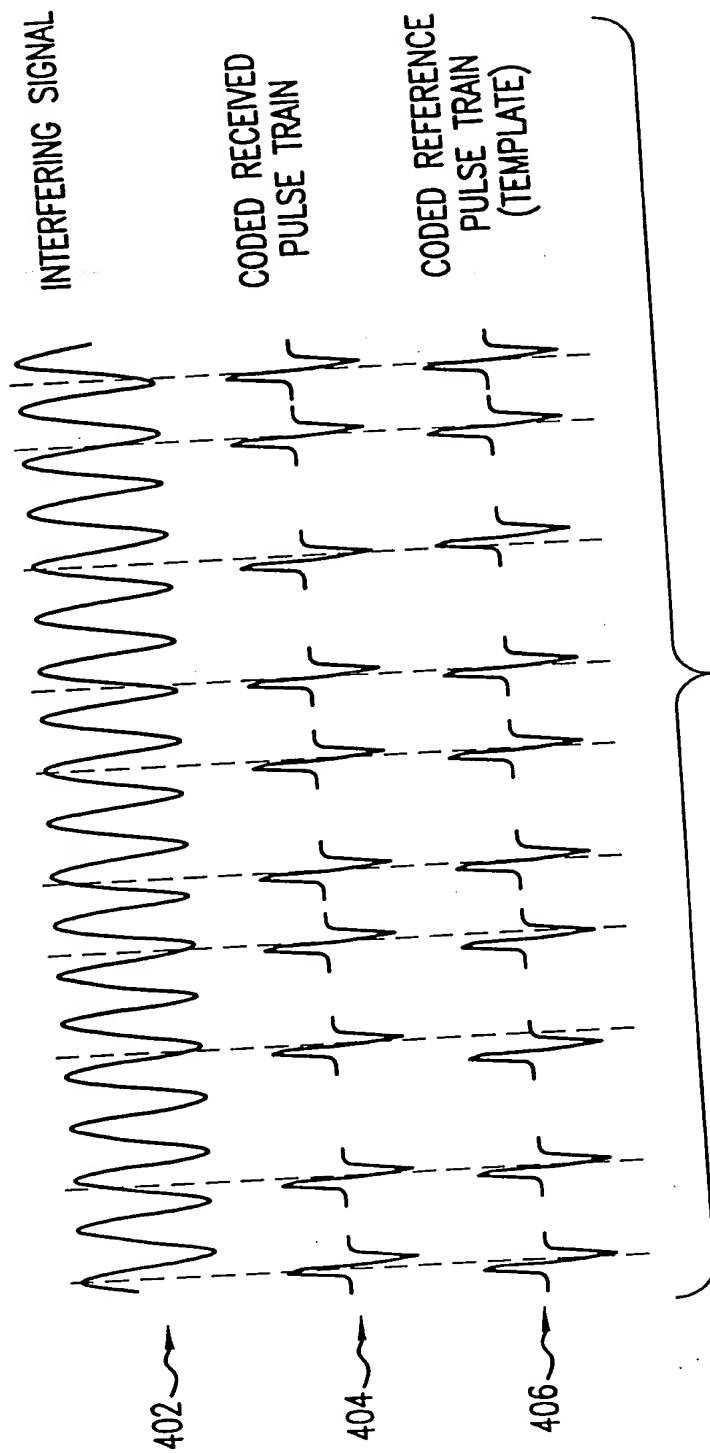 INTERFERING SIGNAL
CODED RECEIVED
PULSE TRAIN
CODED REFERENCE
PULSE TRAIN
(TEMPLATE)
402
404
406